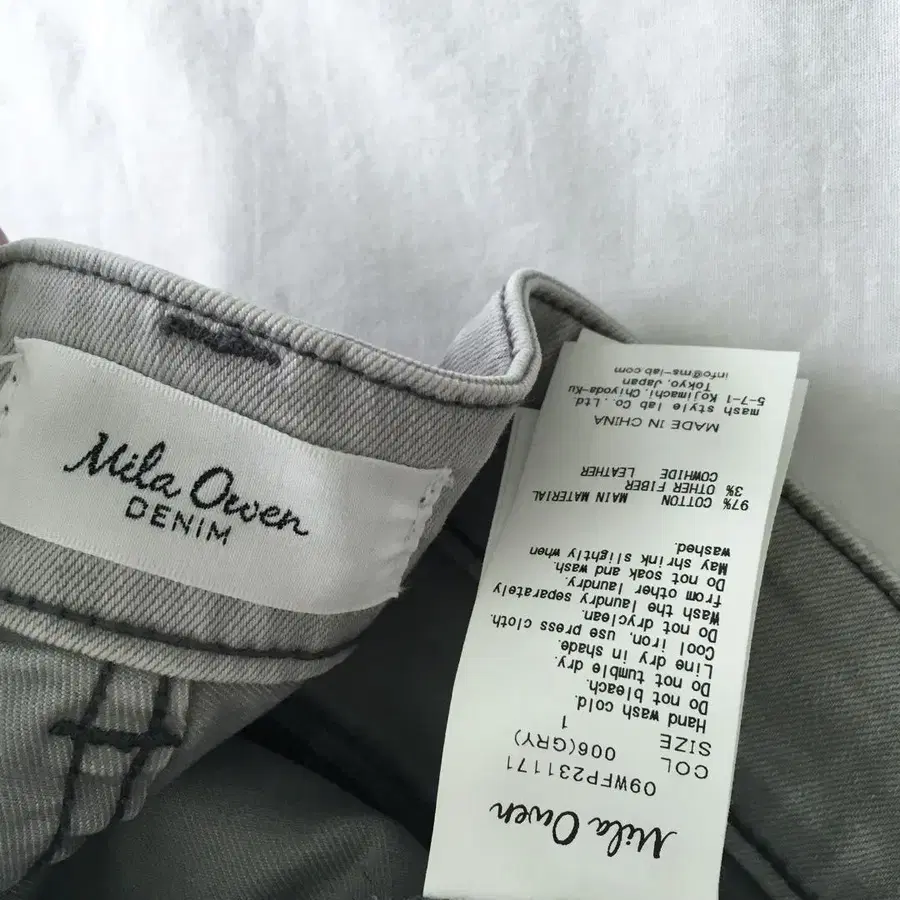 Mila Owen
DENIM
Mila Owen
09WFP231171
COL 006(GRY)
SIZE 1
Hand wash cold.
Do not bleach.
Do not tumble dry.
Line dry in shade.
Cool iron, use press cloth.
Do not dryclean.
Wash the laundry separately
from other laundry.
Do not soak and wash.
May shrink slightly when
washed.
97% COTTON MAIN MATERIAL
3% OTHER FIBER
COWHIDE LEATHER
MADE IN CHINA
mash style lab Co., Ltd.
5-7-1 Kojimachi, Chiyoda-Ku
Tokyo, Japan
info@ms-lab.com